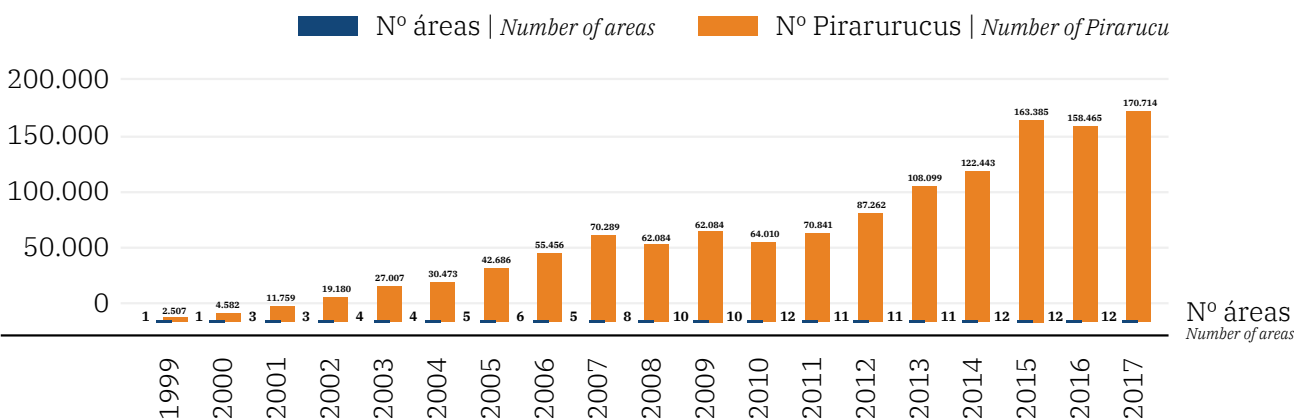 Nº áreas | Number of areas Nº Pirarurucus | Number of Pirarucu
200.000
150.000
100.000
50.000
0
2.507 4.582 11.759 19.180 27.007 30.473 42.686 55.456 70.289 62.084 62.084 64.010 70.841 87.262 108.099 122.443 163.385 158.465 170.714
1 1 3 3 4 4 5 6 5 8 10 10 12 11 11 11 12 12 12
Nº áreas
Number of areas
1999 2000 2001 2002 2003 2004 2005 2006 2007 2008 2009 2010 2011 2012 2013 2014 2015 2016 2017